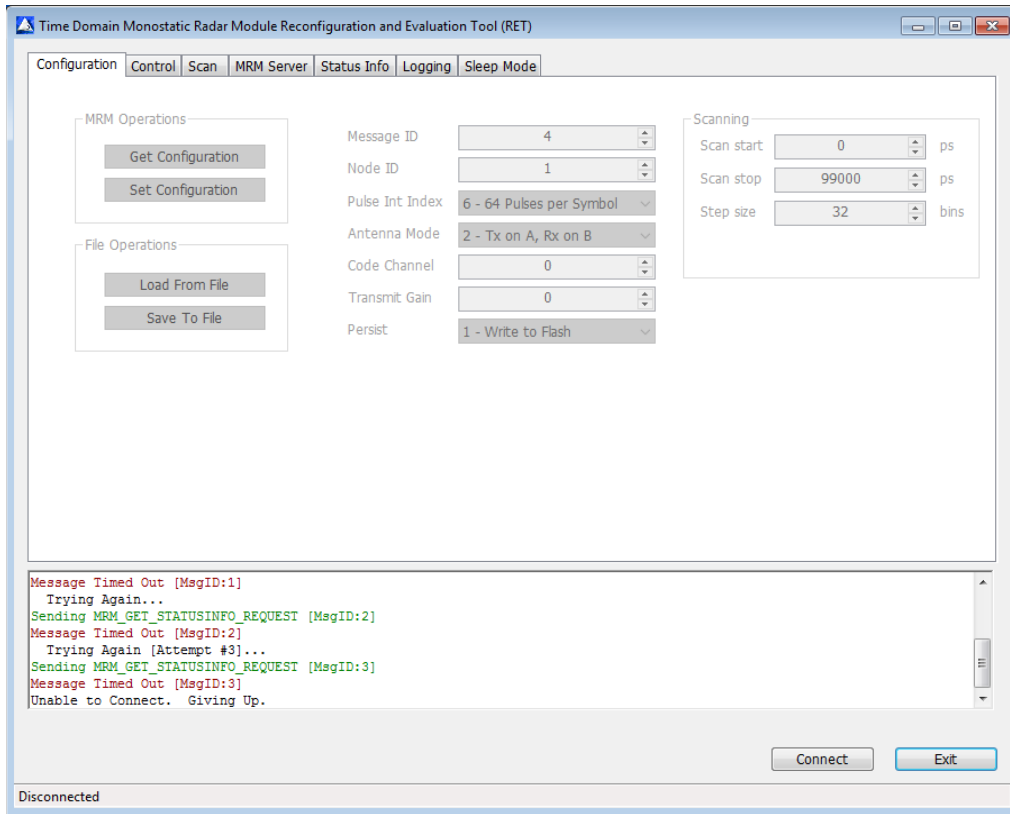 Time Domain Monostatic Radar Module Reconfiguration and Evaluation Tool (RET)
Configuration Control Scan MRM Server Status Info Logging Sleep Mode
MRM Operations
Get Configuration
Set Configuration
File Operations
Load From File
Save To File
Message ID 4
Node ID 1
Pulse Int Index 6 - 64 Pulses per Symbol
Antenna Mode 2 - Tx on A, Rx on B
Code Channel 0
Transmit Gain 0
Persist 1 - Write to Flash
Scanning
Scan start 0 ps
Scan stop 99000 ps
Step size 32 bins
Message Timed Out [MsgID:1]
Trying Again...
Sending MRM_GET_STATUSINFO_REQUEST [MsgID:2]
Message Timed Out [MsgID:2]
Trying Again [Attempt #3]...
Sending MRM_GET_STATUSINFO_REQUEST [MsgID:3]
Message Timed Out [MsgID:3]
Unable to Connect.  Giving Up.
Connect Exit
Disconnected